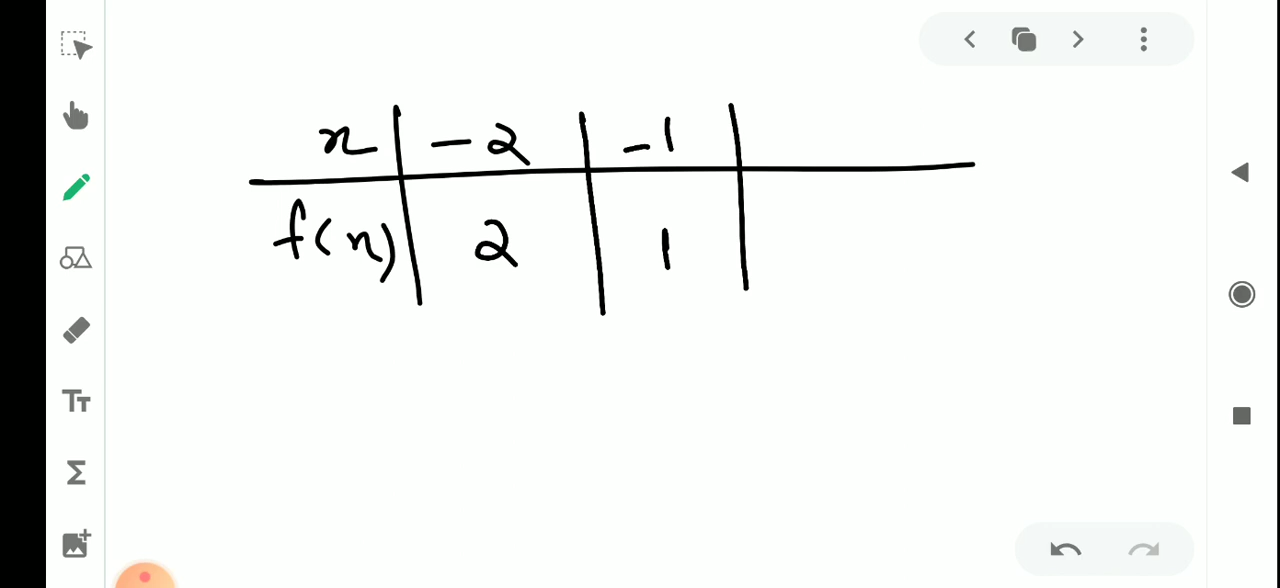 x | -2 | -1 |
f(x) | 2 | 1 |